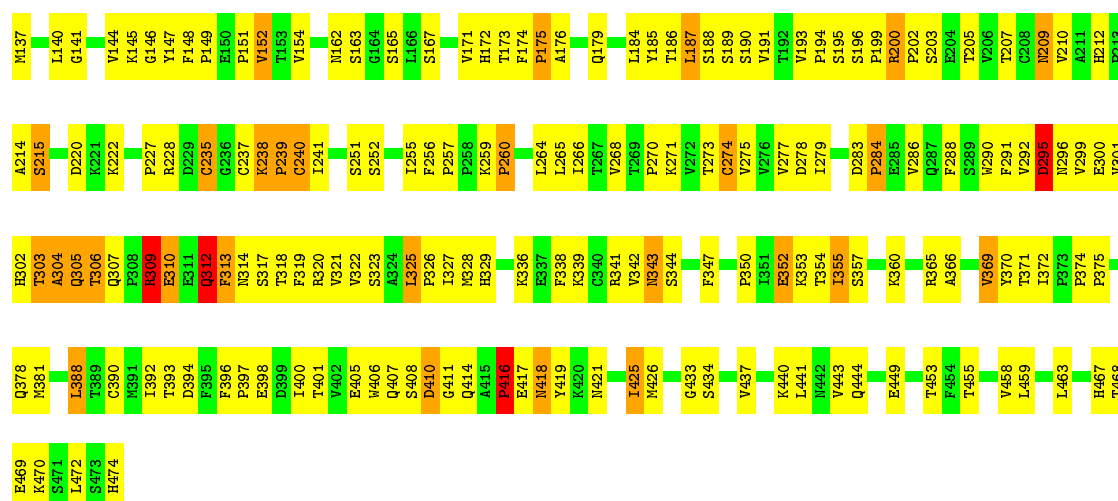 M137 L140 G141 V144 K145 G146 Y147 F148 P149 E150 P151 V152 T153 V154 N162 S163 G164 S165 L166 S167 V171 H172 T173 F174 P175 A176 Q179 L184 Y185 T186 L187 S188 S189 S190 V191 T192 V193 P194 S195 S196 P199 R200 P202 S203 E204 T205 V206 T207 C208 N209 V210 A211 H212 P213
A214 S215 D220 K221 K222 P227 R228 D229 C235 G236 C237 K238 P239 C240 I241 S251 S252 I255 F256 P257 P258 K259 P260 L264 L265 I266 T267 V268 T269 P270 K271 V272 T273 C274 V275 V276 V277 D278 I279 D283 P284 E285 V286 Q287 F288 S289 W290 F291 V292 D295 N296 V299 E300 V301
H302 T303 A304 Q305 T306 Q307 P308 R309 E310 E311 Q312 F313 N314 S317 T318 F319 R320 V321 V322 S323 A324 L325 P326 I327 M328 H329 K336 E337 F338 K339 C340 R341 V342 N343 S344 F347 P350 I351 E352 K353 T354 I355 S357 K360 R365 A366 V369 Y370 T371 I372 P373 P374 P375
Q378 M381 L388 T389 C390 M391 I392 T393 D394 F395 F396 P397 E398 D399 I400 T401 V402 E405 W406 Q407 S408 D410 G411 Q414 A415 P416 E417 N418 Y419 K420 N421 I425 M426 G433 S434 V437 K440 L441 N442 V443 Q444 E449 T453 F454 T455 V458 L459 L463 H467 T468
E469 K470 S471 L472 S473 H474